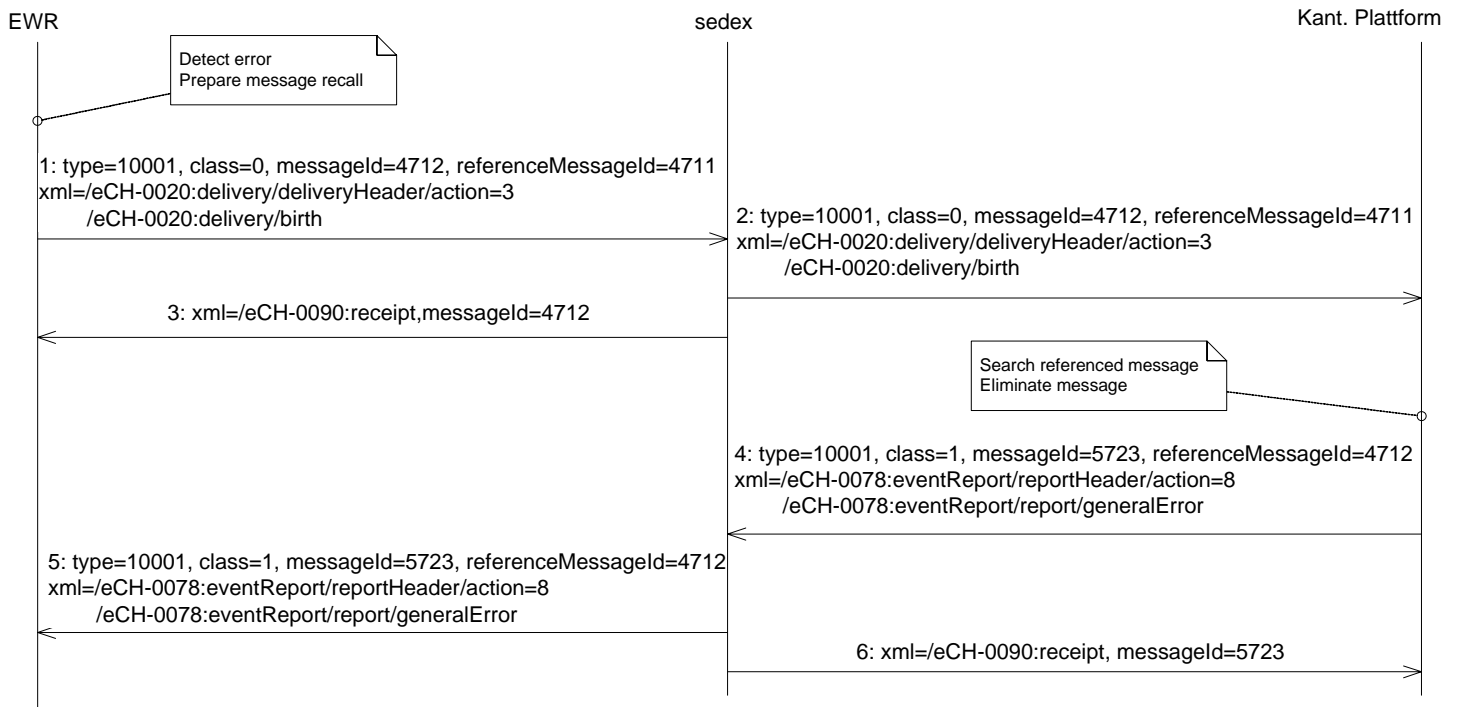 EWR
sedex
Kant. Plattform
Detect error
Prepare message recall
1: type=10001, class=0, messageId=4712, referenceMessageId=4711
xml=/eCH-0020:delivery/deliveryHeader/action=3
/eCH-0020:delivery/birth
2: type=10001, class=0, messageId=4712, referenceMessageId=4711
xml=/eCH-0020:delivery/deliveryHeader/action=3
/eCH-0020:delivery/birth
3: xml=/eCH-0090:receipt,messageId=4712
Search referenced message
Eliminate message
4: type=10001, class=1, messageId=5723, referenceMessageId=4712
xml=/eCH-0078:eventReport/reportHeader/action=8
/eCH-0078:eventReport/report/generalError
5: type=10001, class=1, messageId=5723, referenceMessageId=4712
xml=/eCH-0078:eventReport/reportHeader/action=8
/eCH-0078:eventReport/report/generalError
6: xml=/eCH-0090:receipt, messageId=5723